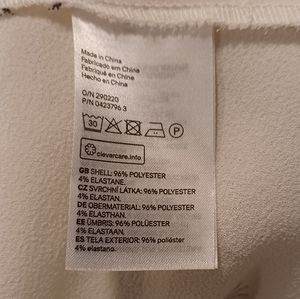 Made in China
Fabricado em China
Fabriqué en Chine
Hecho en China
O/N 290220
P/N 0423796 3
30 P
clevercare.info
GB SHELL: 96% POLYESTER
4% ELASTANE.
CZ SVRCHNÍ LÁTKA: 96% POLYESTER
4% ELASTAN.
DE OBERMATERIAL: 96% POLYESTER
4% ELASTHAN.
EE ÜMBRIS: 96% POLÜESTER
4% ELASTAAN.
ES TELA EXTERIOR: 96% poliéster
4% elastano.